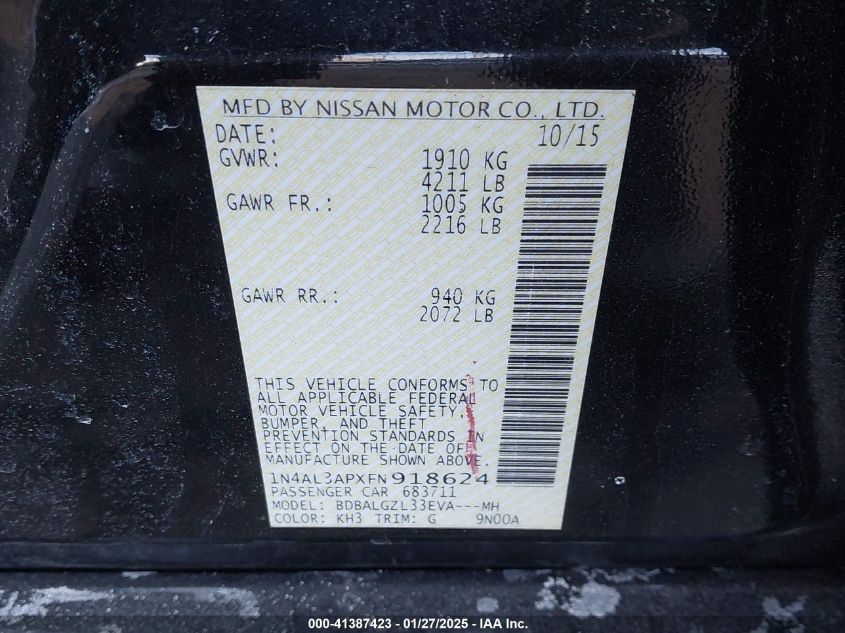 MFD BY NISSAN MOTOR CO., LTD.
DATE: 10/15
GVWR: 1910 KG
4211 LB
GAWR FR.: 1005 KG
2216 LB
GAWR RR.: 940 KG
2072 LB
THIS VEHICLE CONFORMS TO
ALL APPLICABLE FEDERAL
MOTOR VEHICLE SAFETY,
BUMPER, AND THEFT
PREVENTION STANDARDS IN
EFFECT ON THE DATE OF
MANUFACTURE SHOWN ABOVE.
1N4AL3APXFN918624
PASSENGER CAR 683711
MODEL: BDBALGZL33EVA---MH
COLOR: KH3 TRIM: G 9N00A
000-41387423 - 01/27/2025 - IAA Inc.